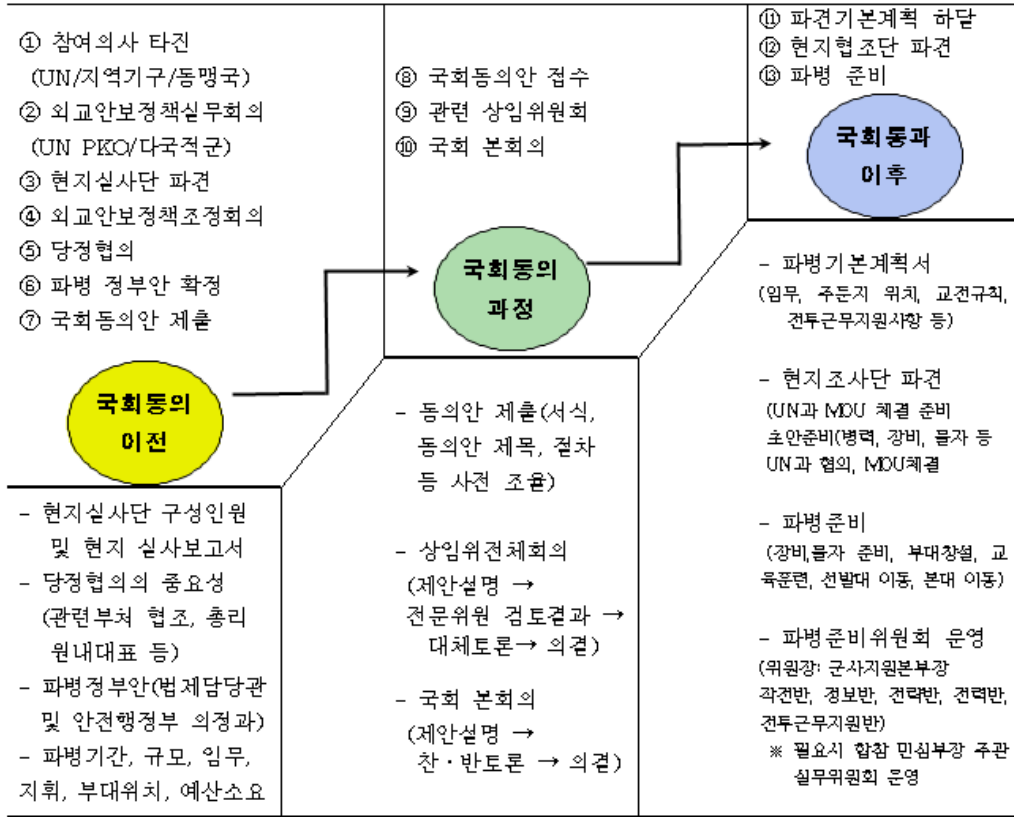 ① 참여의사 타진
(UN/지역기구/동맹국)
② 외교안보정책실무회의
(UN PKO/다국적군)
③ 현지실사단 파견
④ 외교안보정책조정회의
⑤ 당정협의
⑥ 파병 정부안 확정
⑦ 국회동의안 제출
국회동의
이전
- 현지실사단 구성인원
및 현지 실사보고서
- 당정협의의 중요성
(관련부처 협조, 총리
원내대표 등)
- 파병정부안(법제담당관
및 안전행정부 의정과)
- 파병기간, 규모, 임무,
지휘, 부대위치, 예산소요
⑧ 국회동의안 접수
⑨ 관련 상임위원회
⑩ 국회 본회의
국회동의
과정
- 동의안 제출(서식,
동의안 제목, 절차
등 사전 조율)
- 상임위전체회의
(제안설명 →
전문위원 검토결과 →
대체토론→ 의결)
- 국회 본회의
(제안설명 →
찬·반토론 → 의결)
⑪ 파견기본계획 하달
⑫ 현지협조단 파견
⑬ 파병 준비
국회통과
이후
- 파병기본계획서
(임무, 주둔지 위치, 교전규칙,
전투근무지원사항 등)
- 현지조사단 파견
(UN과 MOU 체결 준비
초안준비(병력, 장비, 물자 등
UN과 협의, MOU체결
- 파병준비
(장비,물자 준비, 부대창설, 교
육훈련, 선발대 이동, 본대 이동)
- 파병준비위원회 운영
(위원장: 군사지원본부장
작전반, 정보반, 전략반, 전력반,
전투근무지원반)
※ 필요시 합참 민심부장 주관
실무위원회 운영